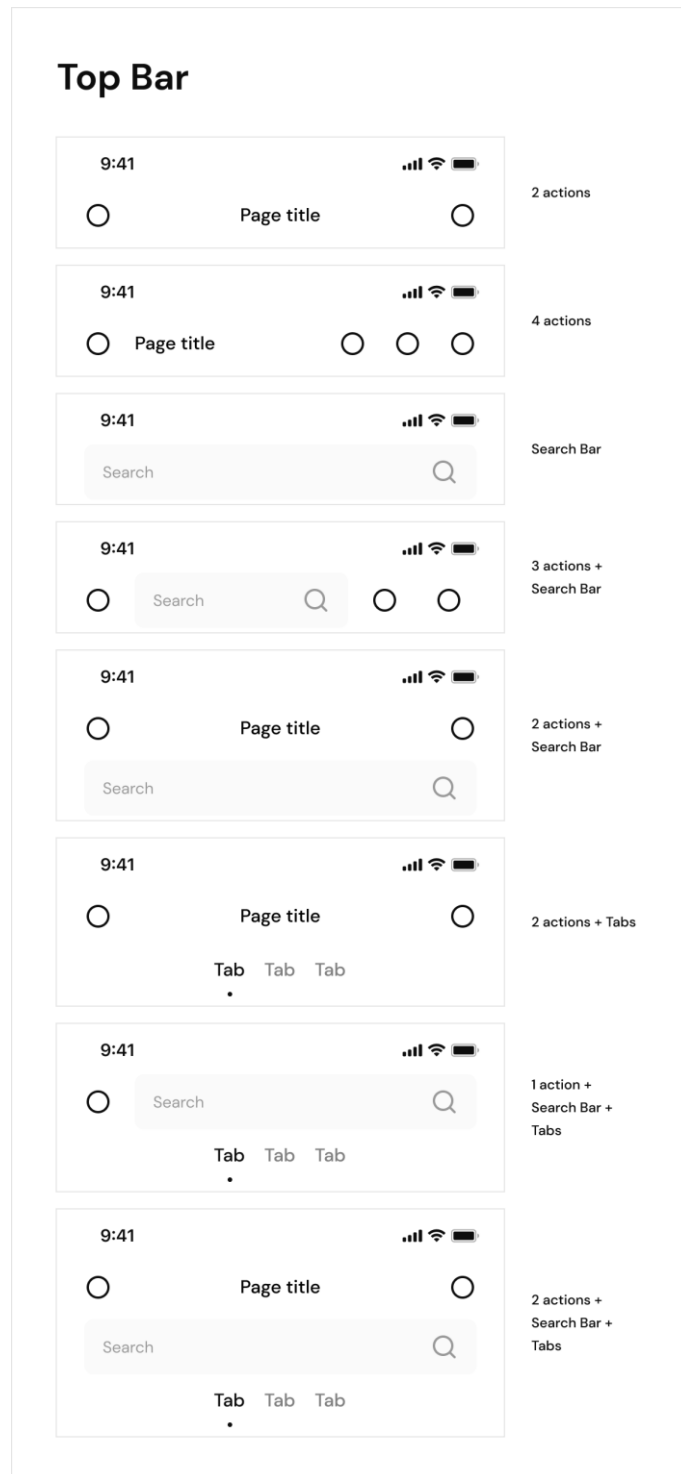 Top Bar
9:41
Page title
2 actions
9:41
Page title
4 actions
9:41
Search
Search Bar
9:41
Search
3 actions +
Search Bar
9:41
Page title
Search
2 actions +
Search Bar
9:41
Page title
Tab Tab Tab
2 actions + Tabs
9:41
Search
Tab Tab Tab
1 action +
Search Bar +
Tabs
9:41
Page title
Search
Tab Tab Tab
2 actions +
Search Bar +
Tabs